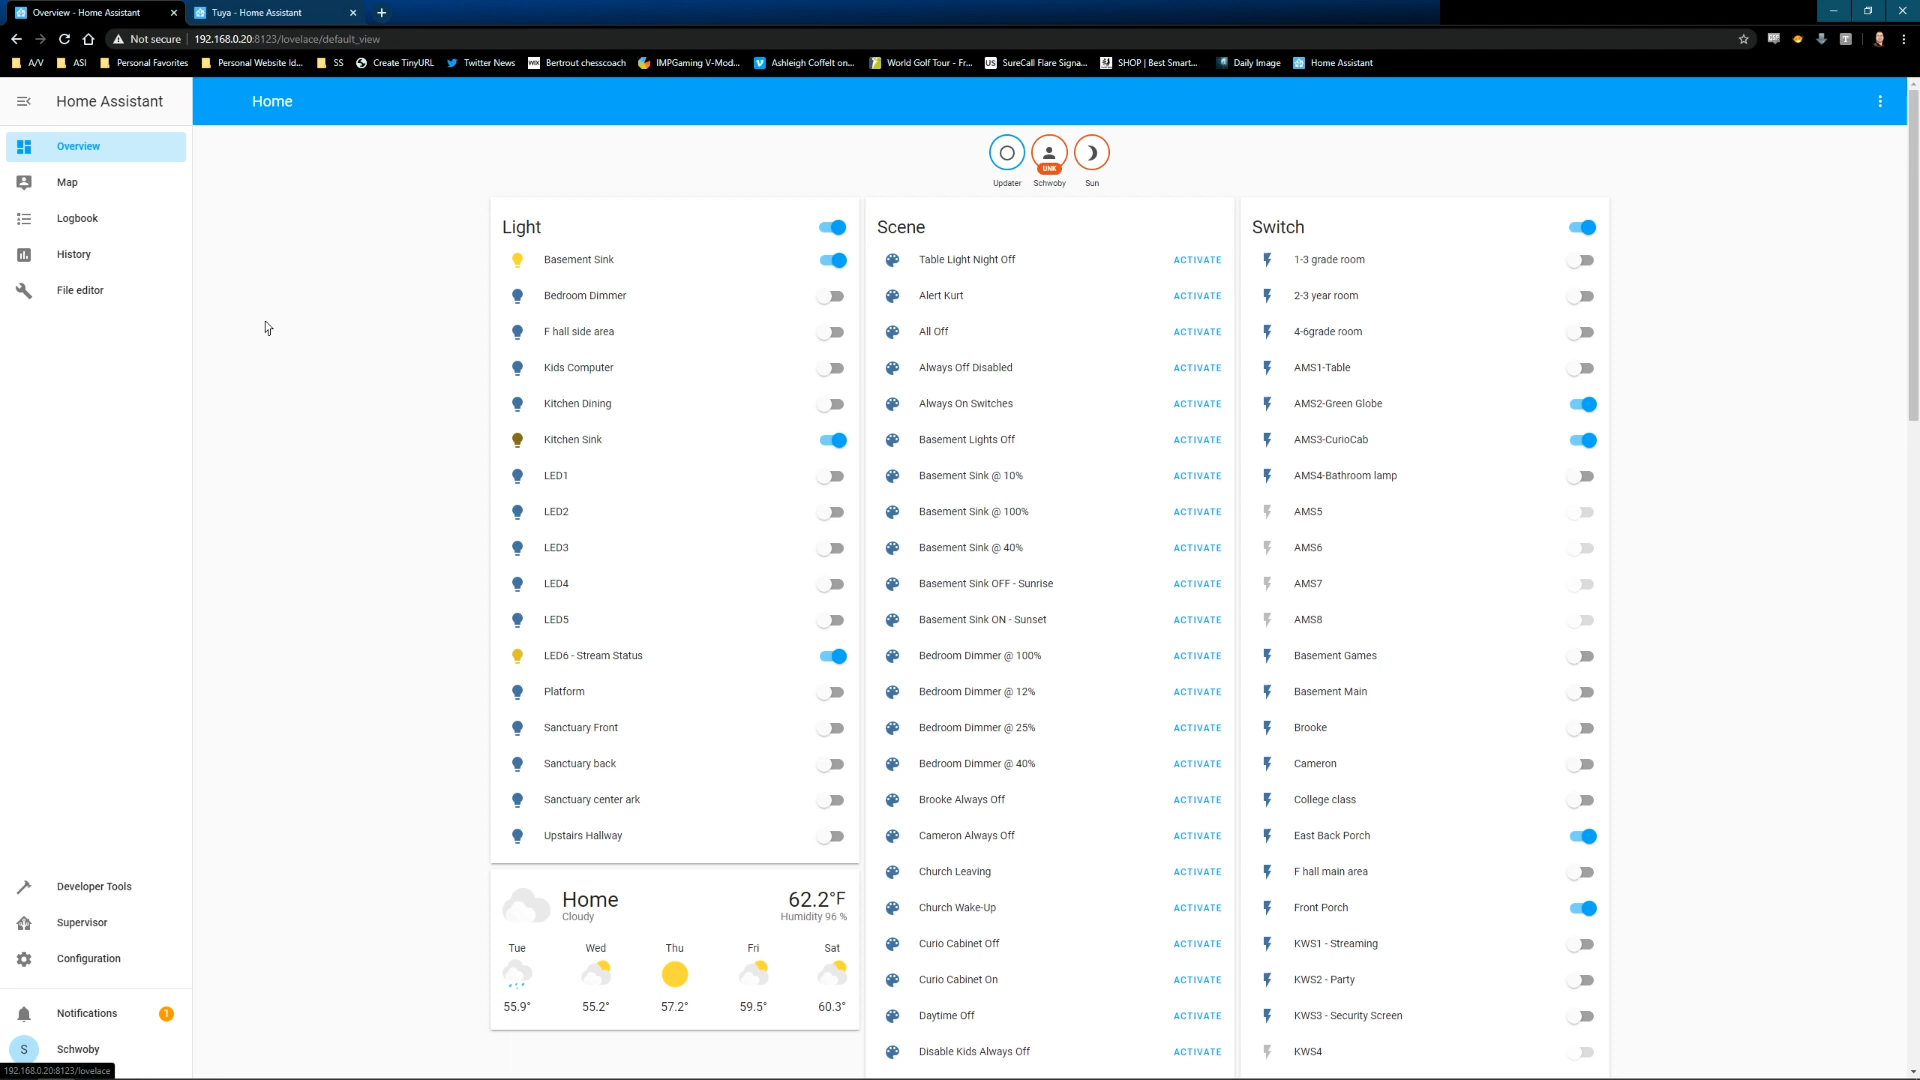 Overview - Home Assistant
Tuya - Home Assistant
Not secure 192.168.0.20:8123/lovelace/default_view
A/V ASI Personal Favorites Personal Website Id... SS Create TinyURL Twitter News Bertrout chesscoach IMPGaming V-Mod... Ashleigh Coffelt on... World Golf Tour - Fr... SureCall Flare Signa... SHOP | Best Smart... Daily Image Home Assistant
Home Assistant
Overview
Map
Logbook
History
File editor
Developer Tools
Supervisor
Configuration
Notifications 1
S Schwoby
192.168.0.20:8123/lovelace
Home
UNK
Updater Schwoby Sun
Light
Basement Sink
Bedroom Dimmer
F hall side area
Kids Computer
Kitchen Dining
Kitchen Sink
LED1
LED2
LED3
LED4
LED5
LED6 - Stream Status
Platform
Sanctuary Front
Sanctuary back
Sanctuary center ark
Upstairs Hallway
Home 62.2°F
Cloudy Humidity 96 %
Tue Wed Thu Fri Sat
55.9° 55.2° 57.2° 59.5° 60.3°
Scene
Table Light Night Off ACTIVATE
Alert Kurt ACTIVATE
All Off ACTIVATE
Always Off Disabled ACTIVATE
Always On Switches ACTIVATE
Basement Lights Off ACTIVATE
Basement Sink @ 10% ACTIVATE
Basement Sink @ 100% ACTIVATE
Basement Sink @ 40% ACTIVATE
Basement Sink OFF - Sunrise ACTIVATE
Basement Sink ON - Sunset ACTIVATE
Bedroom Dimmer @ 100% ACTIVATE
Bedroom Dimmer @ 12% ACTIVATE
Bedroom Dimmer @ 25% ACTIVATE
Bedroom Dimmer @ 40% ACTIVATE
Brooke Always Off ACTIVATE
Cameron Always Off ACTIVATE
Church Leaving ACTIVATE
Church Wake-Up ACTIVATE
Curio Cabinet Off ACTIVATE
Curio Cabinet On ACTIVATE
Daytime Off ACTIVATE
Disable Kids Always Off ACTIVATE
Switch
1-3 grade room
2-3 year room
4-6grade room
AMS1-Table
AMS2-Green Globe
AMS3-CurioCab
AMS4-Bathroom lamp
AMS5
AMS6
AMS7
AMS8
Basement Games
Basement Main
Brooke
Cameron
College class
East Back Porch
F hall main area
Front Porch
KWS1 - Streaming
KWS2 - Party
KWS3 - Security Screen
KWS4